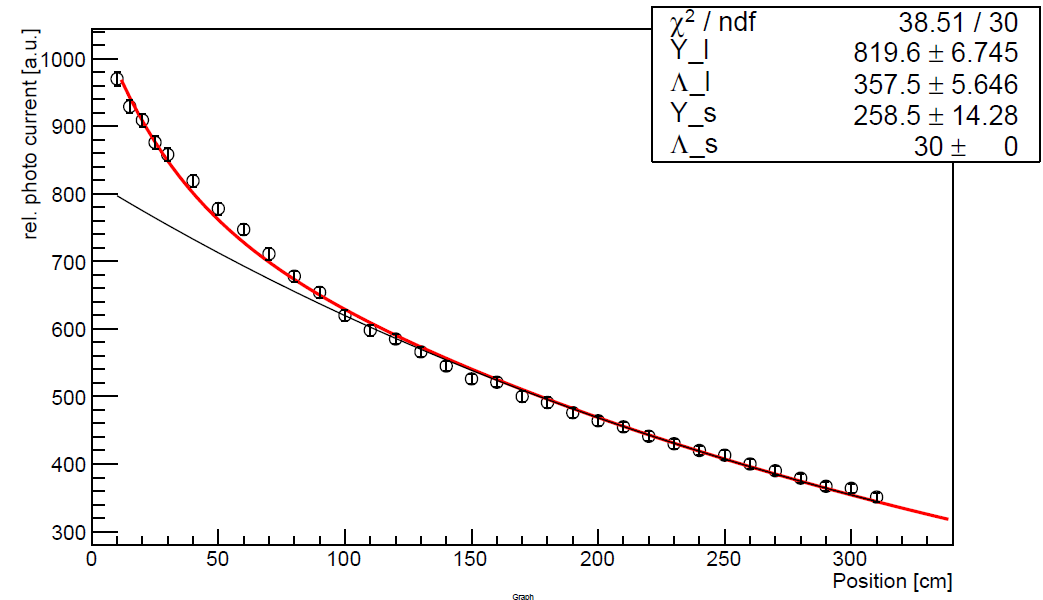 χ² / ndf 38.51 / 30
Y_l 819.6 ± 6.745
Λ_l 357.5 ± 5.646
Y_s 258.5 ± 14.28
Λ_s 30 ± 0
rel. photo current [a.u.]
1000
900
800
700
600
500
400
300
0 50 100 150 200 250 300
Position [cm]
Graph